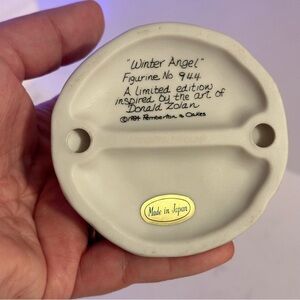 "Winter Angel"
Figurine No 944
A limited edition
inspired by the art of
Donald Zolan
©1994 Pemberton & Oakes
Made in Japan